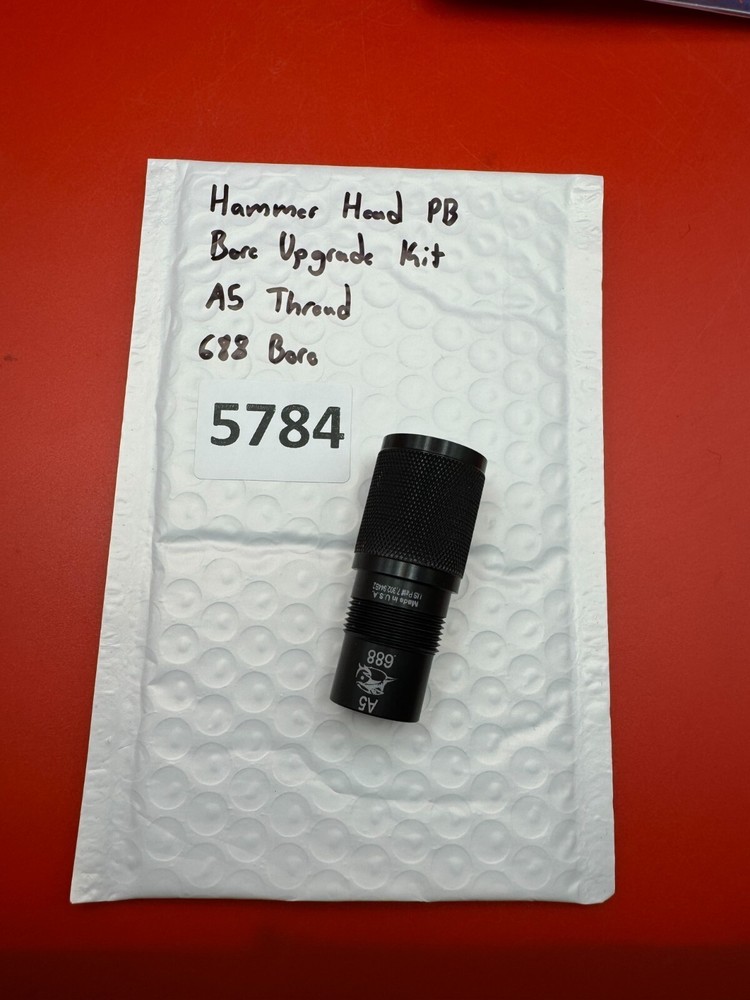 Hammer Head PB
Bore Upgrade Kit
A5 Thread
688 Bore
5784
Made in U.S.A.
.688
A5